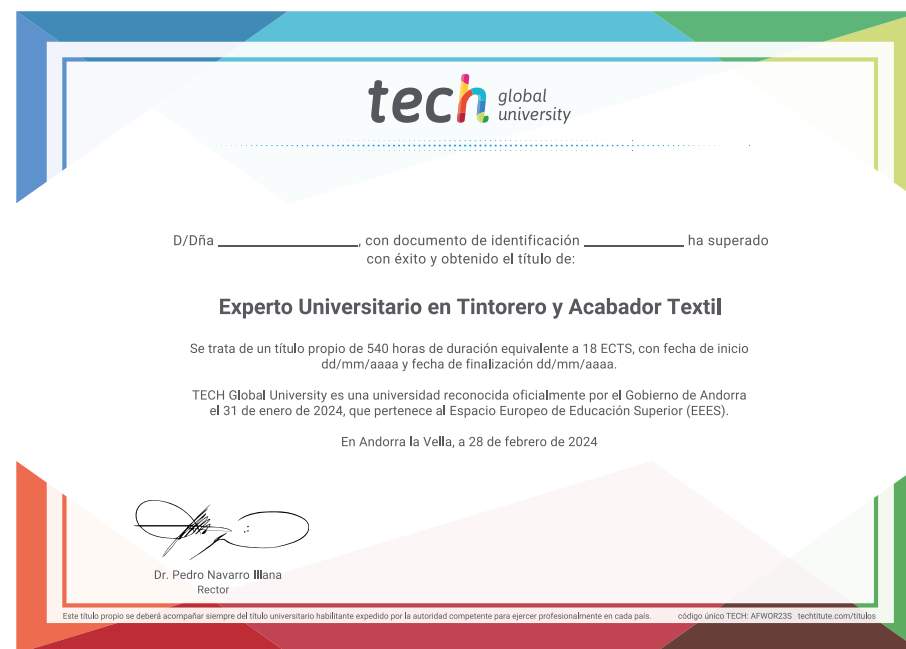 tech global university
D/Dña ____________________, con documento de identificación ______________ ha superado
con éxito y obtenido el título de:
Experto Universitario en Tintorero y Acabador Textil
Se trata de un título propio de 540 horas de duración equivalente a 18 ECTS, con fecha de inicio
dd/mm/aaaa y fecha de finalización dd/mm/aaaa.
TECH Global University es una universidad reconocida oficialmente por el Gobierno de Andorra
el 31 de enero de 2024, que pertenece al Espacio Europeo de Educación Superior (EEES).
En Andorra la Vella, a 28 de febrero de 2024
Dr. Pedro Navarro Illana
Rector
Este título propio se deberá acompañar siempre del título universitario habilitante expedido por la autoridad competente para ejercer profesionalmente en cada país. código único TECH: AFWOR23S techtitute.com/titulos